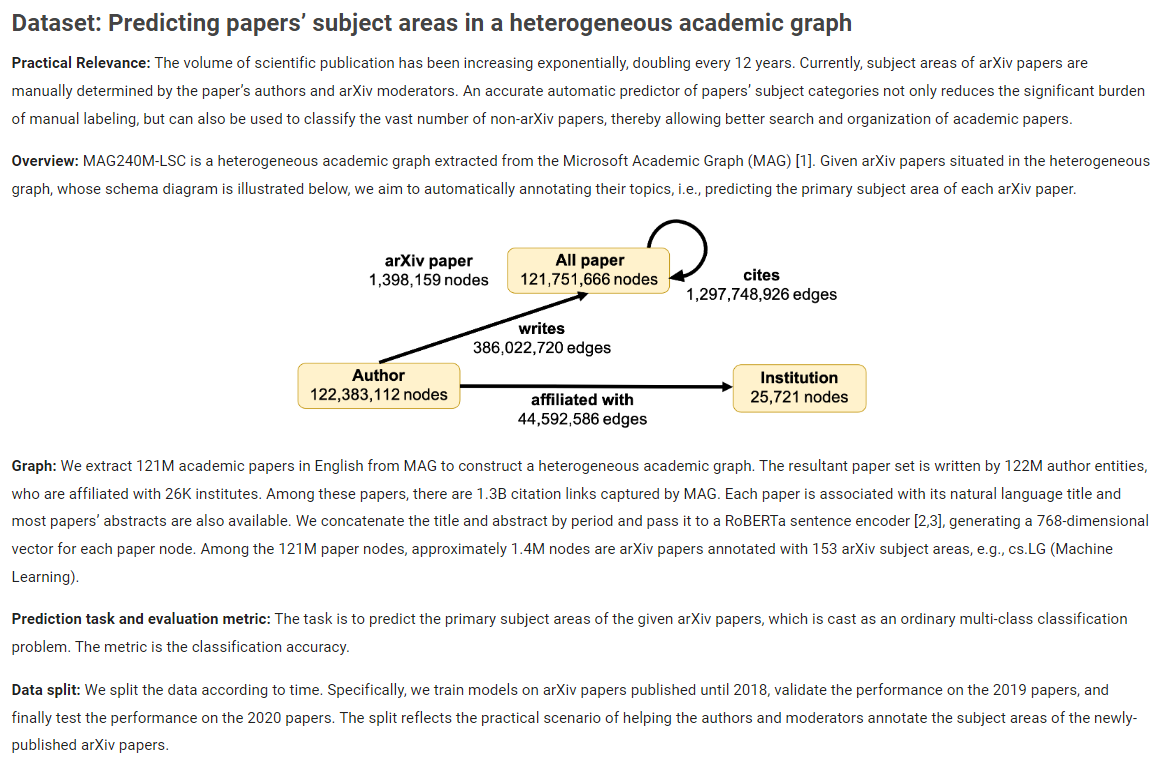 Dataset: Predicting papers’ subject areas in a heterogeneous academic graph
Practical Relevance: The volume of scientific publication has been increasing exponentially, doubling every 12 years. Currently, subject areas of arXiv papers are
manually determined by the paper’s authors and arXiv moderators. An accurate automatic predictor of papers’ subject categories not only reduces the significant burden
of manual labeling, but can also be used to classify the vast number of non-arXiv papers, thereby allowing better search and organization of academic papers.
Overview: MAG240M-LSC is a heterogeneous academic graph extracted from the Microsoft Academic Graph (MAG) [1]. Given arXiv papers situated in the heterogeneous
graph, whose schema diagram is illustrated below, we aim to automatically annotating their topics, i.e., predicting the primary subject area of each arXiv paper.
arXiv paper
1,398,159 nodes
All paper
121,751,666 nodes
cites
1,297,748,926 edges
writes
386,022,720 edges
Author
122,383,112 nodes
affiliated with
44,592,586 edges
Institution
25,721 nodes
Graph: We extract 121M academic papers in English from MAG to construct a heterogeneous academic graph. The resultant paper set is written by 122M author entities,
who are affiliated with 26K institutes. Among these papers, there are 1.3B citation links captured by MAG. Each paper is associated with its natural language title and
most papers’ abstracts are also available. We concatenate the title and abstract by period and pass it to a RoBERTa sentence encoder [2,3], generating a 768-dimensional
vector for each paper node. Among the 121M paper nodes, approximately 1.4M nodes are arXiv papers annotated with 153 arXiv subject areas, e.g., cs.LG (Machine
Learning).
Prediction task and evaluation metric: The task is to predict the primary subject areas of the given arXiv papers, which is cast as an ordinary multi-class classification
problem. The metric is the classification accuracy.
Data split: We split the data according to time. Specifically, we train models on arXiv papers published until 2018, validate the performance on the 2019 papers, and
finally test the performance on the 2020 papers. The split reflects the practical scenario of helping the authors and moderators annotate the subject areas of the newly-
published arXiv papers.